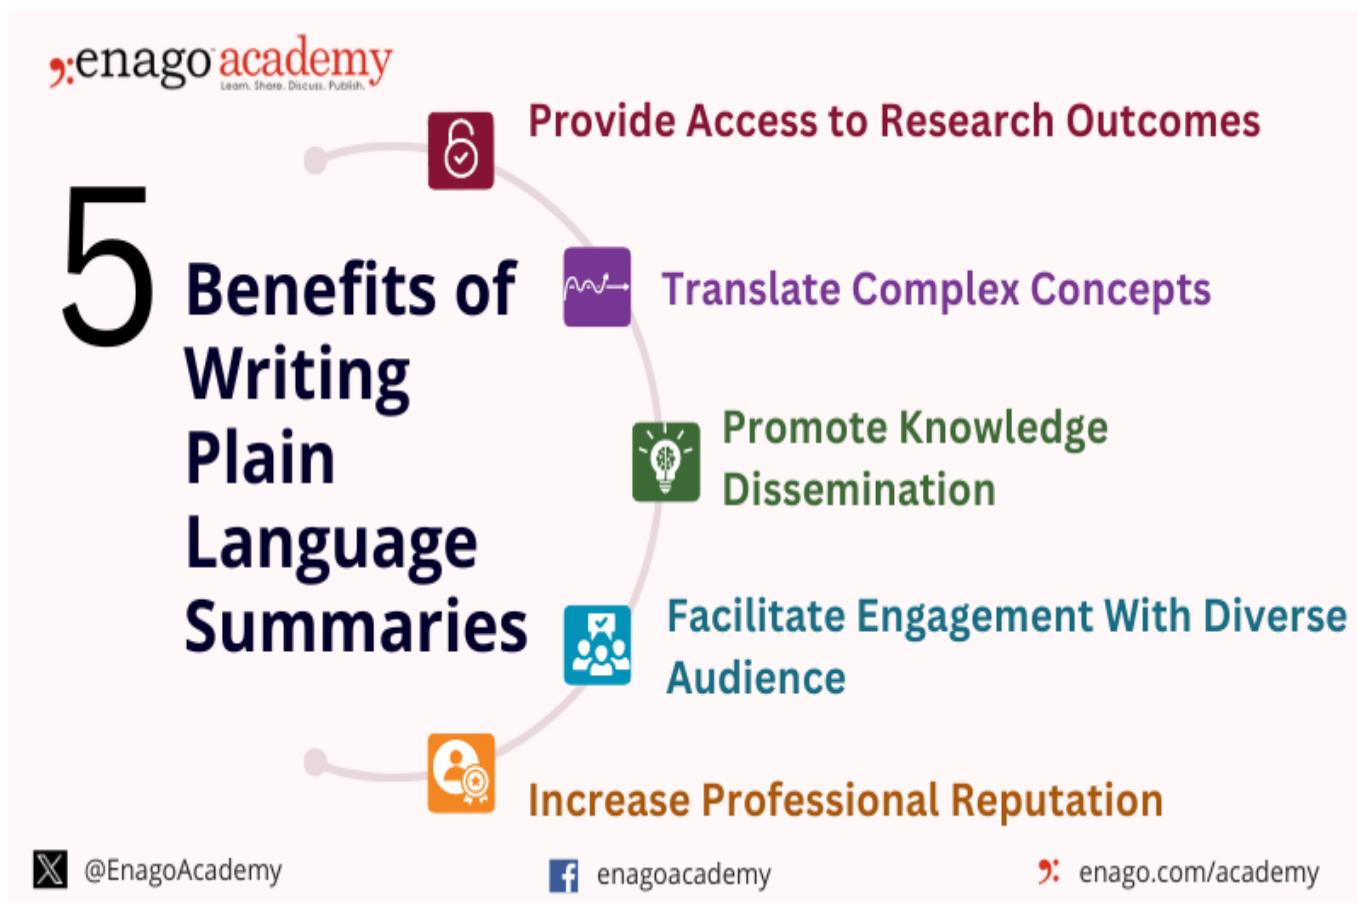 enago academy
Learn. Share. Discuss. Publish.
5
Benefits of
Writing
Plain
Language
Summaries
Provide Access to Research Outcomes
Translate Complex Concepts
Promote Knowledge
Dissemination
Facilitate Engagement With Diverse
Audience
Increase Professional Reputation
@EnagoAcademy
enagoacademy
enago.com/academy